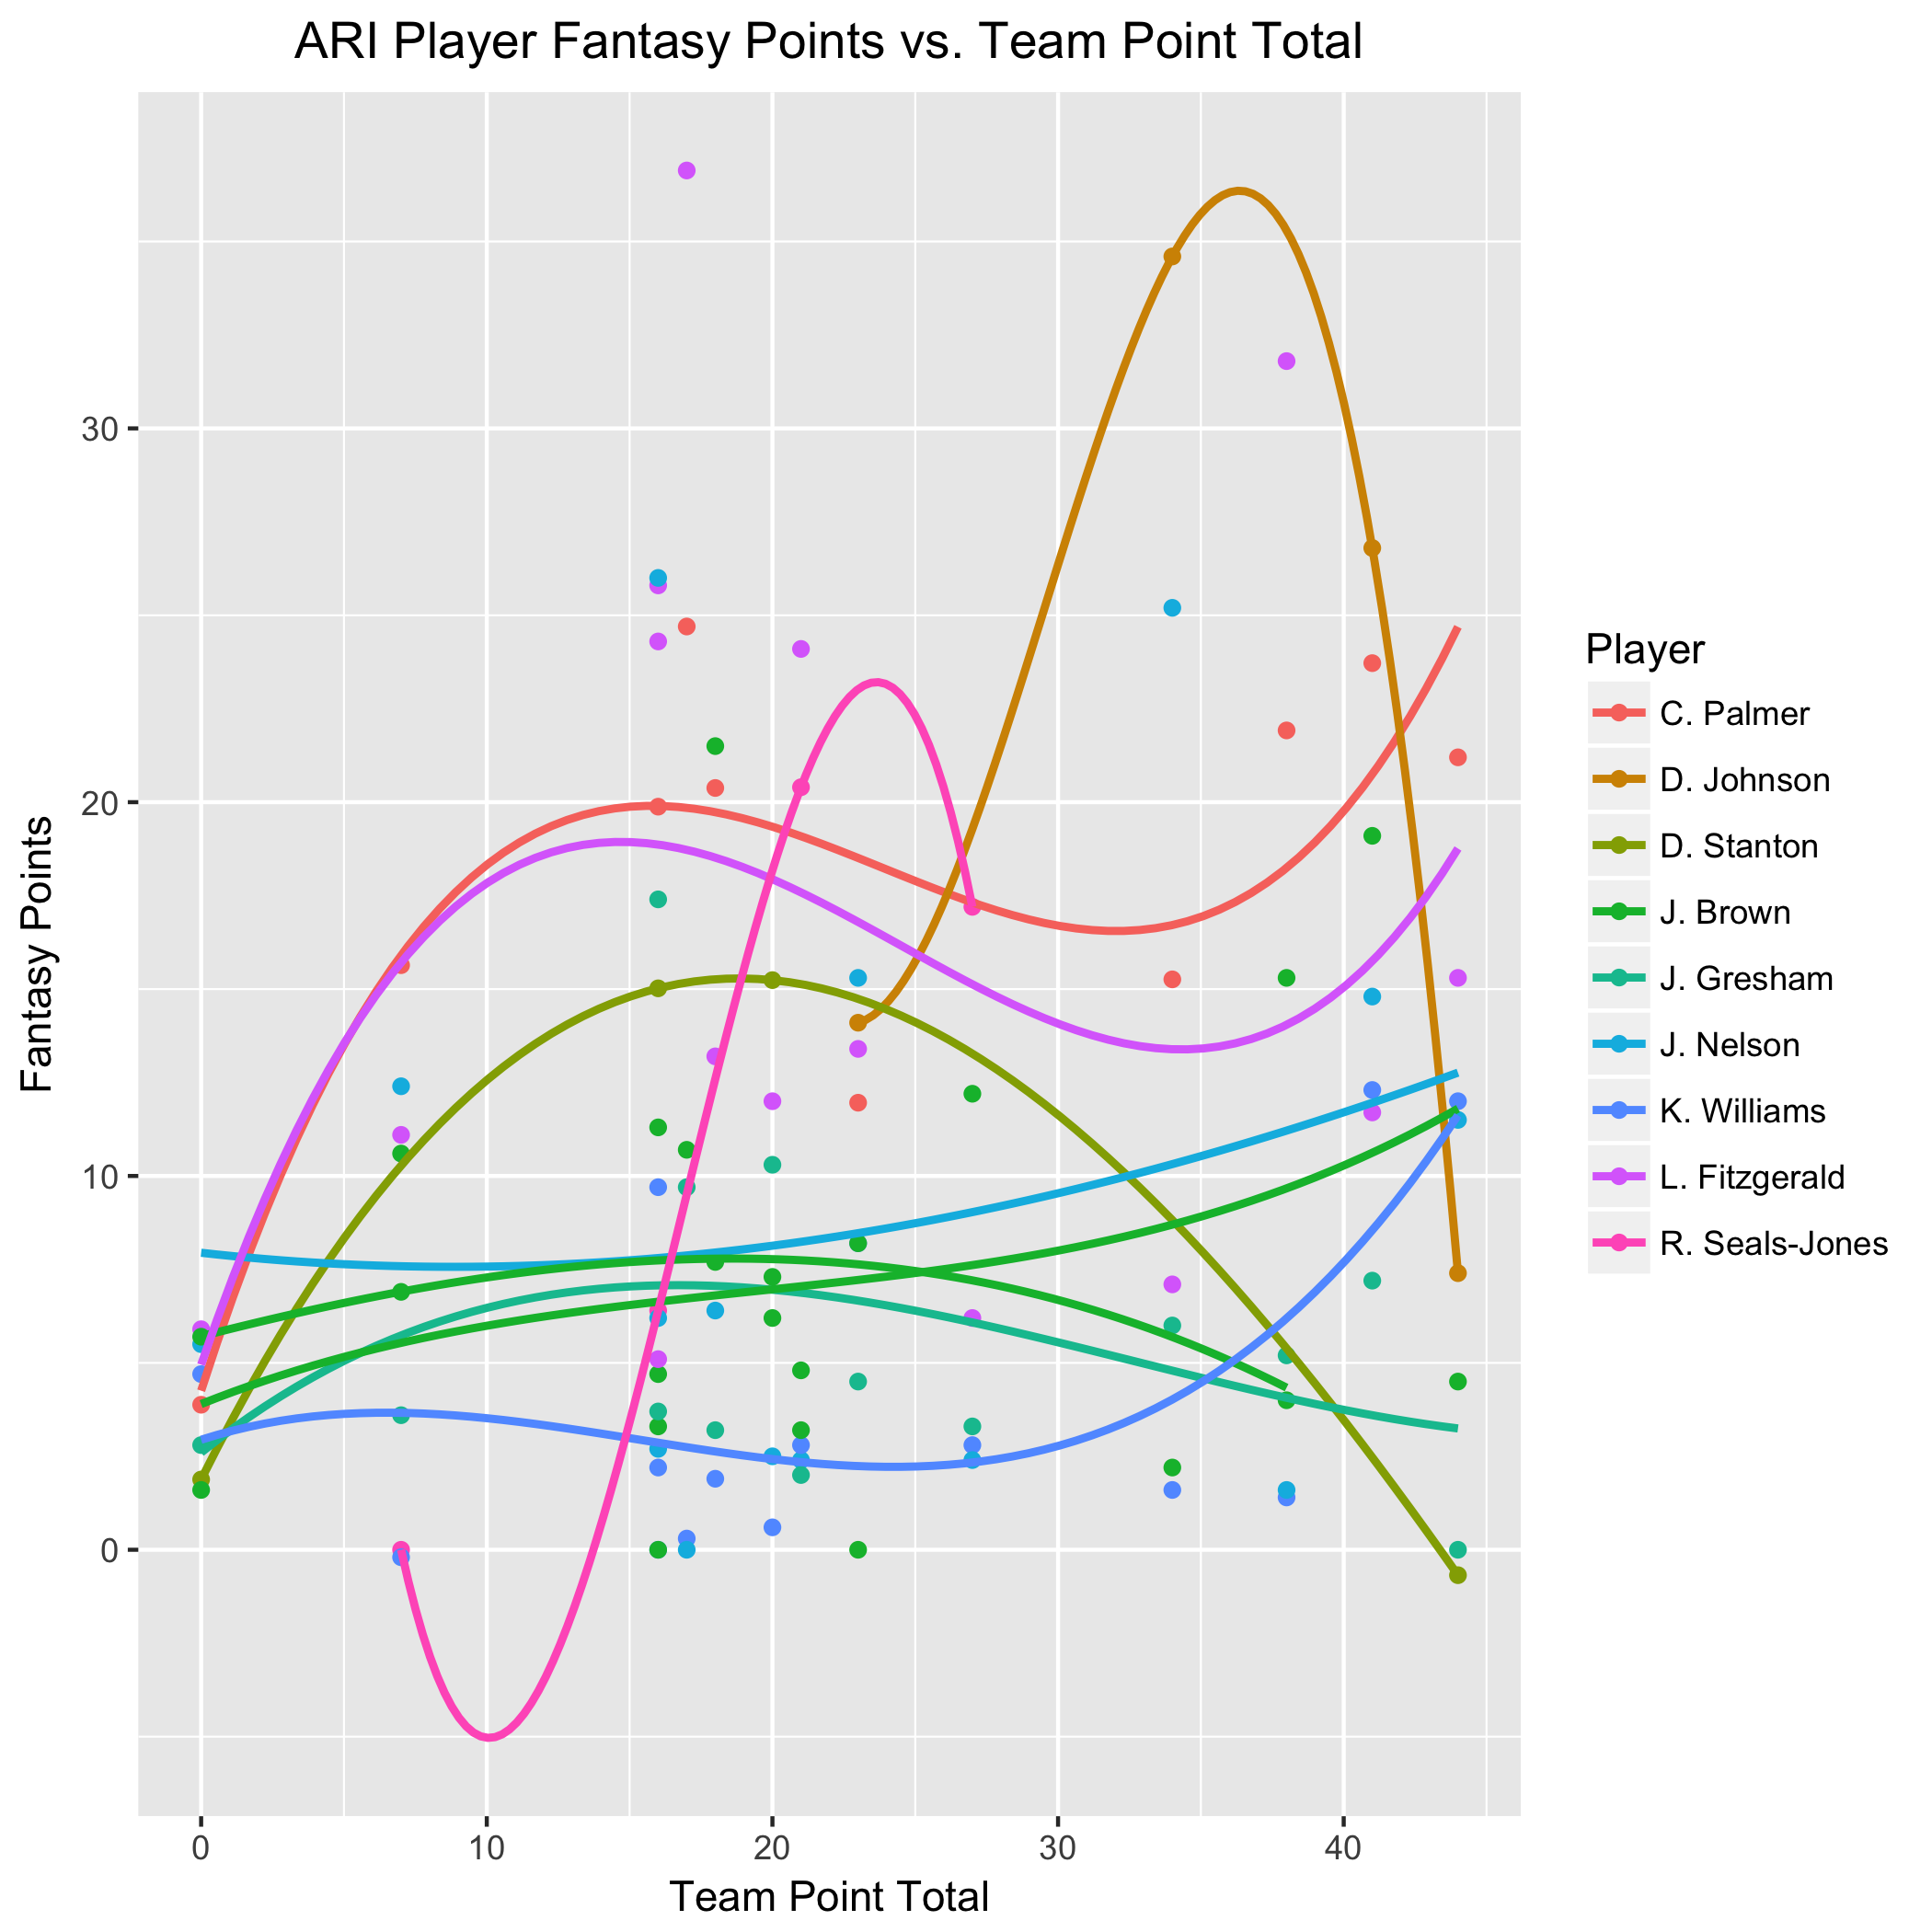 ARI Player Fantasy Points vs. Team Point Total
Fantasy Points
30
20
10
0
0 10 20 30 40
Team Point Total
Player
C. Palmer
D. Johnson
D. Stanton
J. Brown
J. Gresham
J. Nelson
K. Williams
L. Fitzgerald
R. Seals-Jones